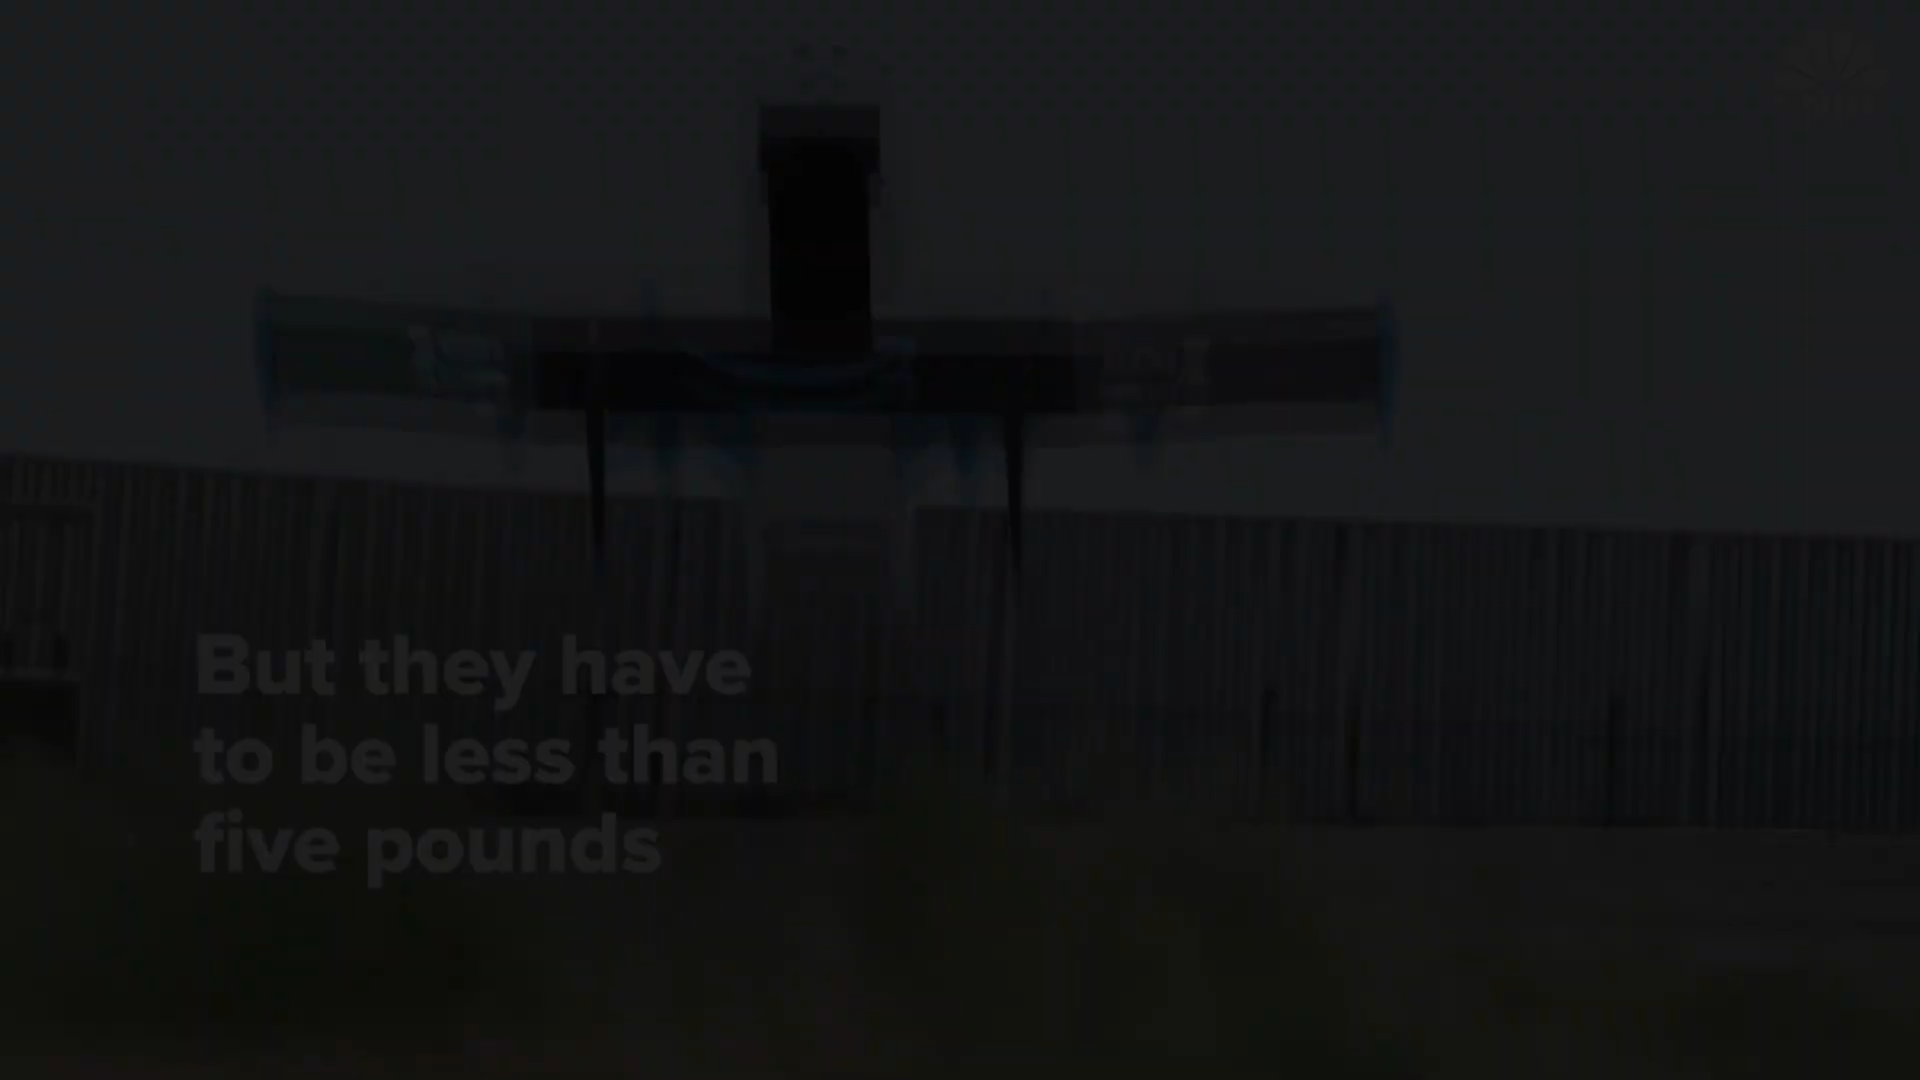 But they have
to be less than
five pounds